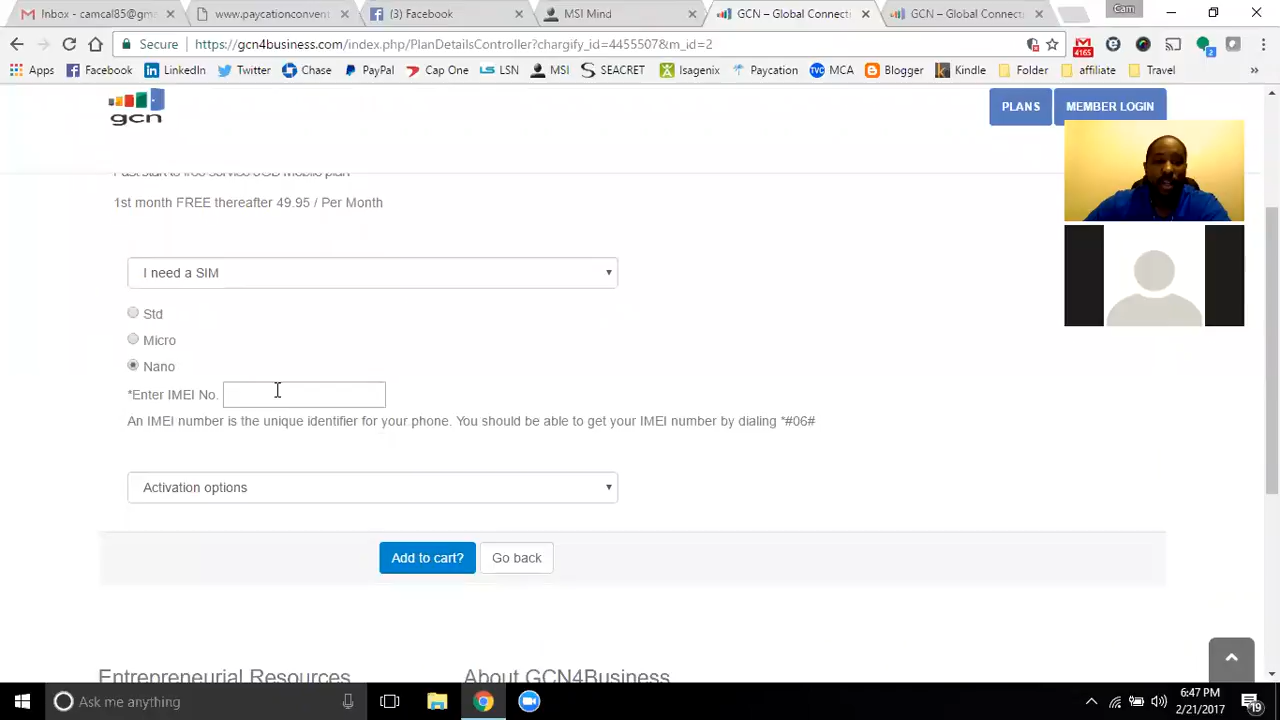 Inbox - camcal85@gm
www.paycationconvent
(3) Facebook
MSI Mind
GCN – Global Connect
GCN – Global Connect
Cam
Secure
https://gcn4business.com/index.php/PlanDetailsController?chargify_id=4455507&m_id=2
4165
2
Apps
Facebook
LinkedIn
Twitter
Chase
PayPal
Cap One
LSN
MSI
SEACRET
Isagenix
Paycation
TVC
MCA
Blogger
Kindle
Folder
affiliate
Travel
gcn
PLANS
MEMBER LOGIN
1st month FREE thereafter 49.95 / Per Month
I need a SIM
Std
Micro
Nano
*Enter IMEI No.
An IMEI number is the unique identifier for your phone. You should be able to get your IMEI number by dialing *#06#
Activation options
Add to cart?
Go back
Entrepreneurial Resources
About GCN4Business
Ask me anything
6:47 PM
2/21/2017
19